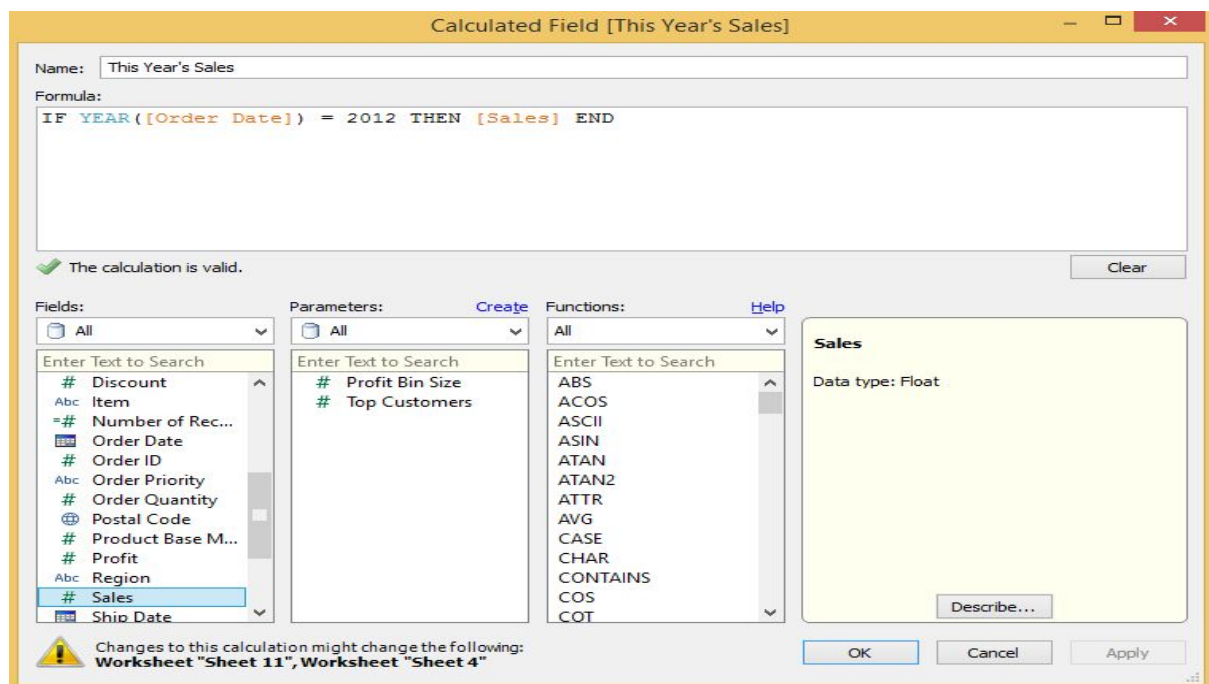 Calculated Field [This Year's Sales]
Name: This Year's Sales
Formula:
IF YEAR([Order Date]) = 2012 THEN [Sales] END
The calculation is valid.
Clear
Fields:
All
Enter Text to Search
# Discount
Abc Item
=# Number of Rec...
Order Date
# Order ID
Abc Order Priority
# Order Quantity
Postal Code
# Product Base M...
# Profit
Abc Region
# Sales
Ship Date
Parameters: Create
All
Enter Text to Search
# Profit Bin Size
# Top Customers
Functions: Help
All
Enter Text to Search
ABS
ACOS
ASCII
ASIN
ATAN
ATAN2
ATTR
AVG
CASE
CHAR
CONTAINS
COS
COT
Sales
Data type: Float
Describe...
Changes to this calculation might change the following:
Worksheet "Sheet 11", Worksheet "Sheet 4"
OK
Cancel
Apply